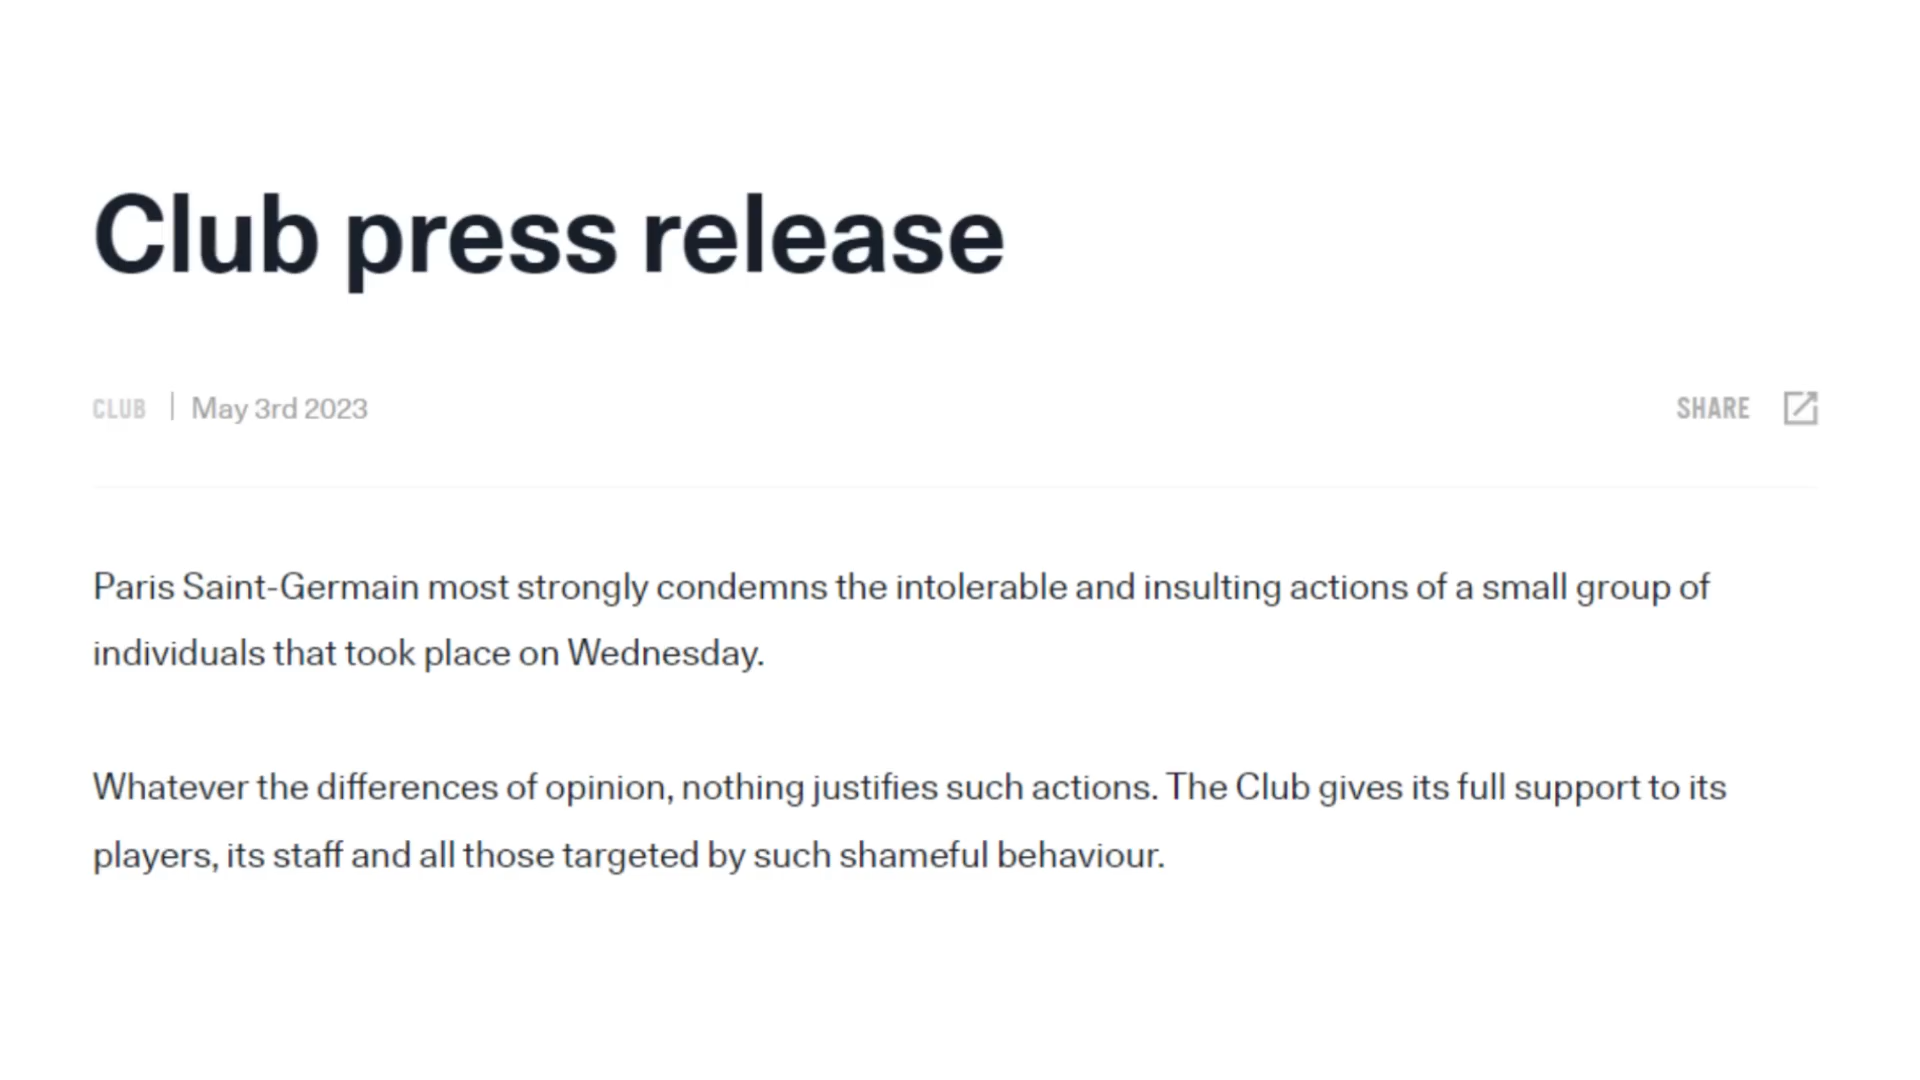 Club press release
CLUB | May 3rd 2023
SHARE
Paris Saint-Germain most strongly condemns the intolerable and insulting actions of a small group of
individuals that took place on Wednesday.
Whatever the differences of opinion, nothing justifies such actions. The Club gives its full support to its
players, its staff and all those targeted by such shameful behaviour.